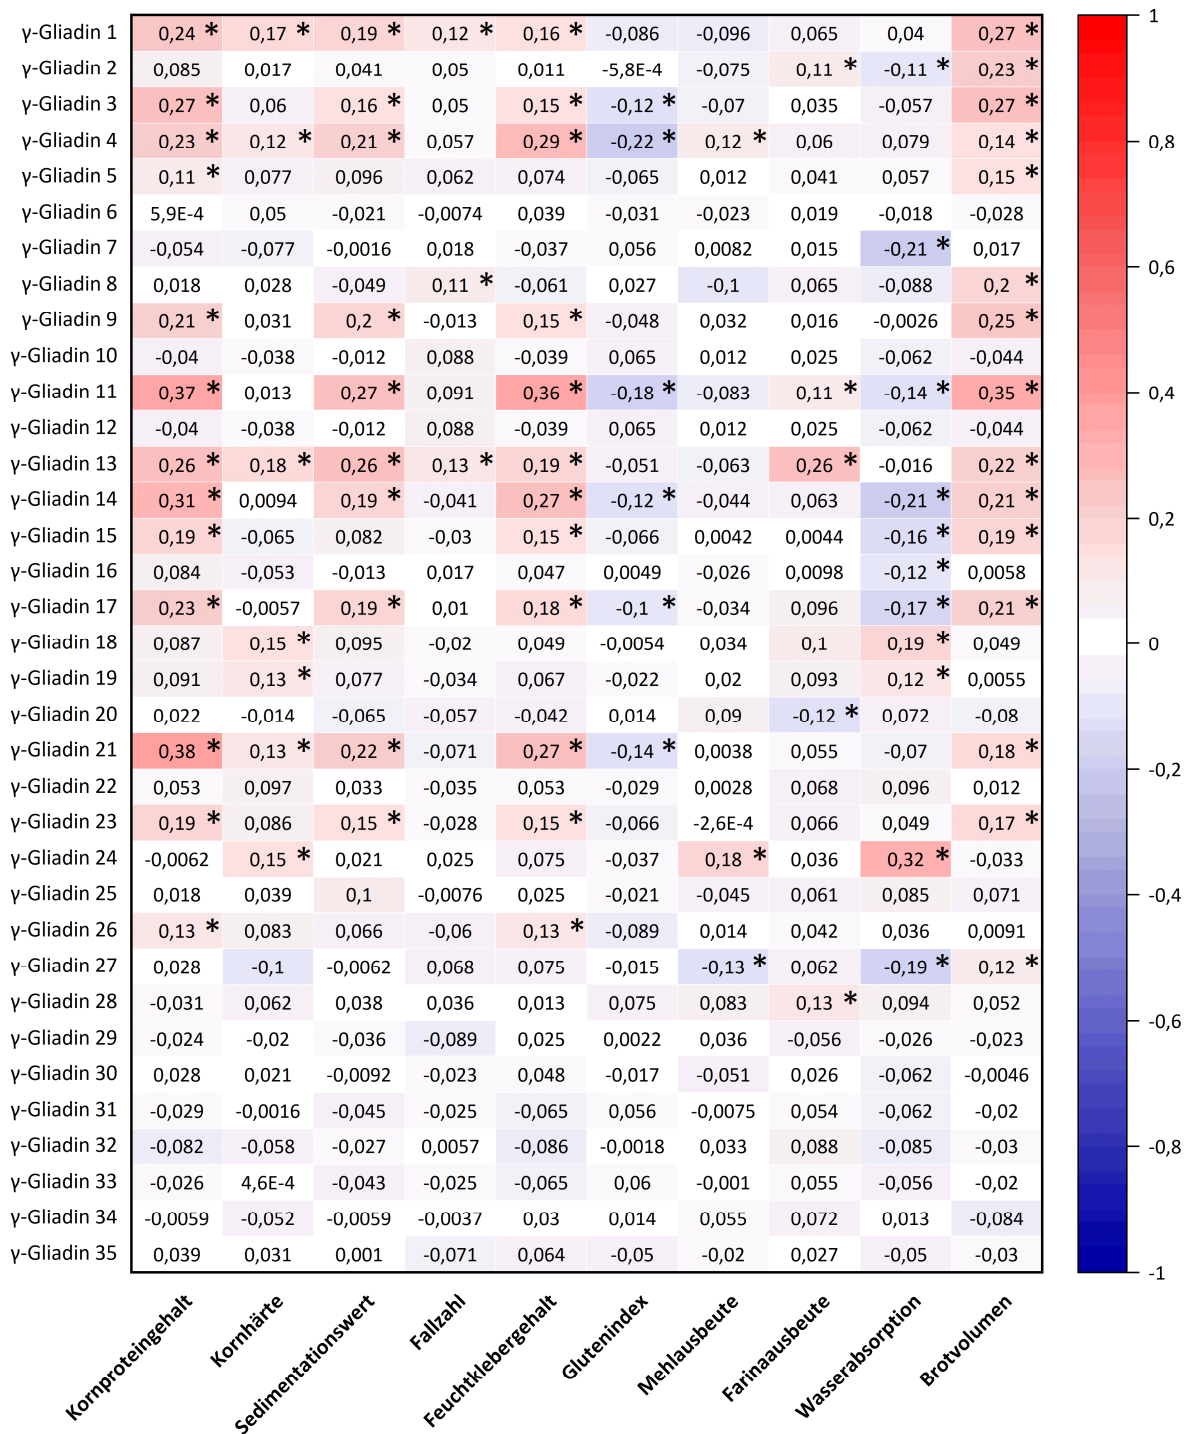 γ-Gliadin 1 0,24 * 0,17 * 0,19 * 0,12 * 0,16 * -0,086 -0,096 0,065 0,04 0,27 *
γ-Gliadin 2 0,085 0,017 0,041 0,05 0,011 -5,8E-4 -0,075 0,11 * -0,11 * 0,23 *
γ-Gliadin 3 0,27 * 0,06 0,16 * 0,05 0,15 * -0,12 * -0,07 0,035 -0,057 0,27 *
γ-Gliadin 4 0,23 * 0,12 * 0,21 * 0,057 0,29 * -0,22 * 0,12 * 0,06 0,079 0,14 *
γ-Gliadin 5 0,11 * 0,077 0,096 0,062 0,074 -0,065 0,012 0,041 0,057 0,15 *
γ-Gliadin 6 5,9E-4 0,05 -0,021 -0,0074 0,039 -0,031 -0,023 0,019 -0,018 -0,028
γ-Gliadin 7 -0,054 -0,077 -0,0016 0,018 -0,037 0,056 0,0082 0,015 -0,21 * 0,017
γ-Gliadin 8 0,018 0,028 -0,049 0,11 * -0,061 0,027 -0,1 0,065 -0,088 0,2 *
γ-Gliadin 9 0,21 * 0,031 0,2 * -0,013 0,15 * -0,048 0,032 0,016 -0,0026 0,25 *
γ-Gliadin 10 -0,04 -0,038 -0,012 0,088 -0,039 0,065 0,012 0,025 -0,062 -0,044
γ-Gliadin 11 0,37 * 0,013 0,27 * 0,091 0,36 * -0,18 * -0,083 0,11 * -0,14 * 0,35 *
γ-Gliadin 12 -0,04 -0,038 -0,012 0,088 -0,039 0,065 0,012 0,025 -0,062 -0,044
γ-Gliadin 13 0,26 * 0,18 * 0,26 * 0,13 * 0,19 * -0,051 -0,063 0,26 * -0,016 0,22 *
γ-Gliadin 14 0,31 * 0,0094 0,19 * -0,041 0,27 * -0,12 * -0,044 0,063 -0,21 * 0,21 *
γ-Gliadin 15 0,19 * -0,065 0,082 -0,03 0,15 * -0,066 0,0042 0,0044 -0,16 * 0,19 *
γ-Gliadin 16 0,084 -0,053 -0,013 0,017 0,047 0,0049 -0,026 0,0098 -0,12 * 0,0058
γ-Gliadin 17 0,23 * -0,0057 0,19 * 0,01 0,18 * -0,1 * -0,034 0,096 -0,17 * 0,21 *
γ-Gliadin 18 0,087 0,15 * 0,095 -0,02 0,049 -0,0054 0,034 0,1 0,19 * 0,049
γ-Gliadin 19 0,091 0,13 * 0,077 -0,034 0,067 -0,022 0,02 0,093 0,12 * 0,0055
γ-Gliadin 20 0,022 -0,014 -0,065 -0,057 -0,042 0,014 0,09 -0,12 * 0,072 -0,08
γ-Gliadin 21 0,38 * 0,13 * 0,22 * -0,071 0,27 * -0,14 * 0,0038 0,055 -0,07 0,18 *
γ-Gliadin 22 0,053 0,097 0,033 -0,035 0,053 -0,029 0,0028 0,068 0,096 0,012
γ-Gliadin 23 0,19 * 0,086 0,15 * -0,028 0,15 * -0,066 -2,6E-4 0,066 0,049 0,17 *
γ-Gliadin 24 -0,0062 0,15 * 0,021 0,025 0,075 -0,037 0,18 * 0,036 0,32 * -0,033
γ-Gliadin 25 0,018 0,039 0,1 -0,0076 0,025 -0,021 -0,045 0,061 0,085 0,071
γ-Gliadin 26 0,13 * 0,083 0,066 -0,06 0,13 * -0,089 0,014 0,042 0,036 0,0091
γ-Gliadin 27 0,028 -0,1 -0,0062 0,068 0,075 -0,015 -0,13 * 0,062 -0,19 * 0,12 *
γ-Gliadin 28 -0,031 0,062 0,038 0,036 0,013 0,075 0,083 0,13 * 0,094 0,052
γ-Gliadin 29 -0,024 -0,02 -0,036 -0,089 0,025 0,0022 0,036 -0,056 -0,026 -0,023
γ-Gliadin 30 0,028 0,021 -0,0092 -0,023 0,048 -0,017 -0,051 0,026 -0,062 -0,0046
γ-Gliadin 31 -0,029 -0,0016 -0,045 -0,025 -0,065 0,056 -0,0075 0,054 -0,062 -0,02
γ-Gliadin 32 -0,082 -0,058 -0,027 0,0057 -0,086 -0,0018 0,033 0,088 -0,085 -0,03
γ-Gliadin 33 -0,026 4,6E-4 -0,043 -0,025 -0,065 0,06 -0,001 0,055 -0,056 -0,02
γ-Gliadin 34 -0,0059 -0,052 -0,0059 -0,0037 0,03 0,014 0,055 0,072 0,013 -0,084
γ-Gliadin 35 0,039 0,031 0,001 -0,071 0,064 -0,05 -0,02 0,027 -0,05 -0,03
Kornproteingehalt
Kornhärte
Sedimentationswert
Fallzahl
Feuchtklebergehalt
Glutenindex
Mehlausbeute
Farinaausbeute
Wasserabsorption
Brotvolumen
1
0,8
0,6
0,4
0,2
0
-0,2
-0,4
-0,6
-0,8
-1